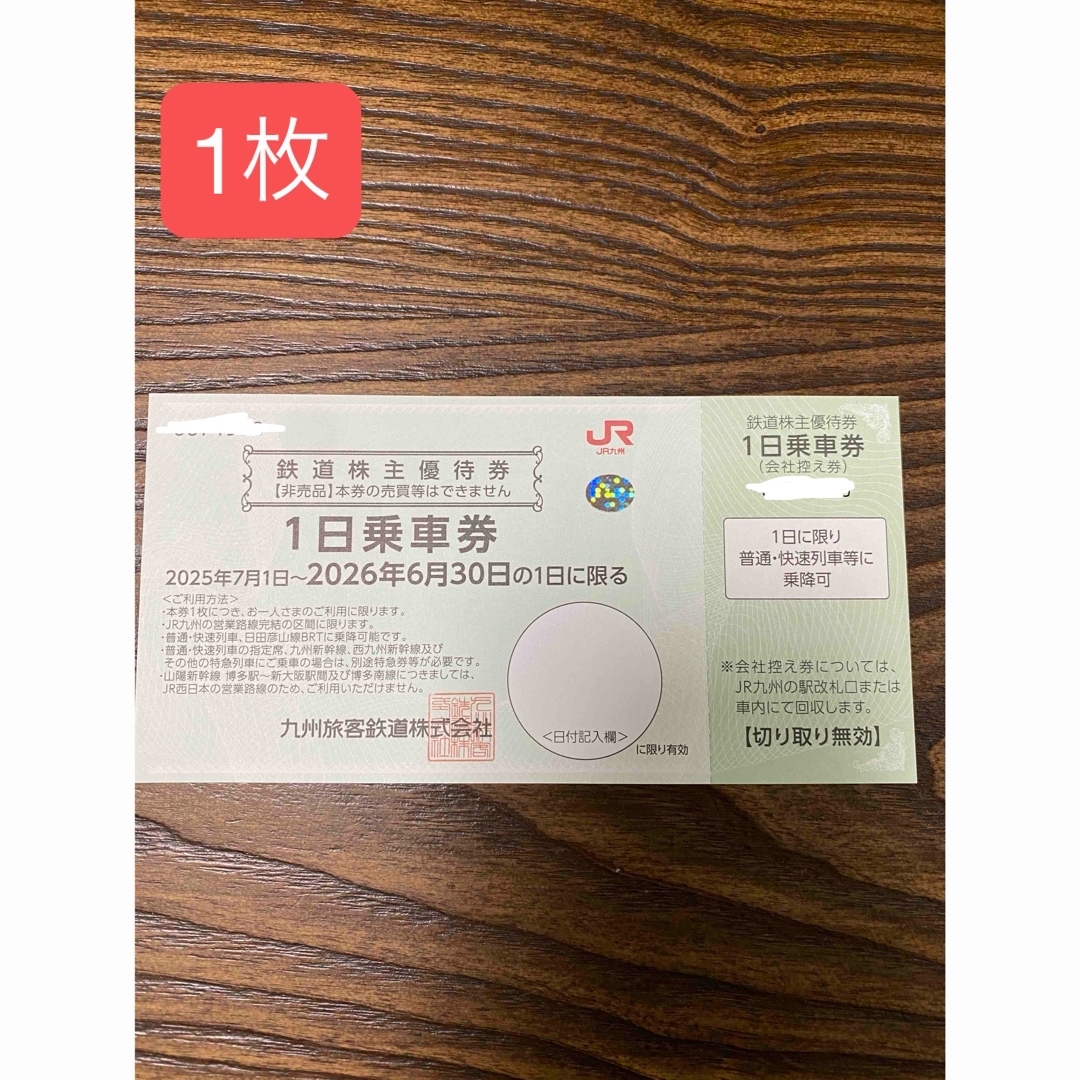 1枚
JR
JR九州
鉄道株主優待券
【非売品】本券の売買等はできません
1日乗車券
2025年7月1日~2026年6月30日の1日に限る
<ご利用方法>
・本券1枚につき、お一人さまのご利用に限ります。
・JR九州の営業路線完結の区間に限ります。
・普通・快速列車、日田彦山線BRTに乗降可能です。
・普通・快速列車の指定席、九州新幹線、西九州新幹線及び
その他の特急列車にご乗車の場合は、別途特急券等が必要です。
・山陽新幹線 博多駅~新大阪駅間及び博多南線につきましては、
JR西日本の営業路線のため、ご利用いただけません。
九州旅客鉄道株式会社
<日付記入欄>
に限り有効
鉄道株主優待券
1日乗車券
(会社控え券)
1日に限り
普通・快速列車等に
乗降可
※会社控え券については、
JR九州の駅改札口または
車内にて回収します。
【切り取り無効】